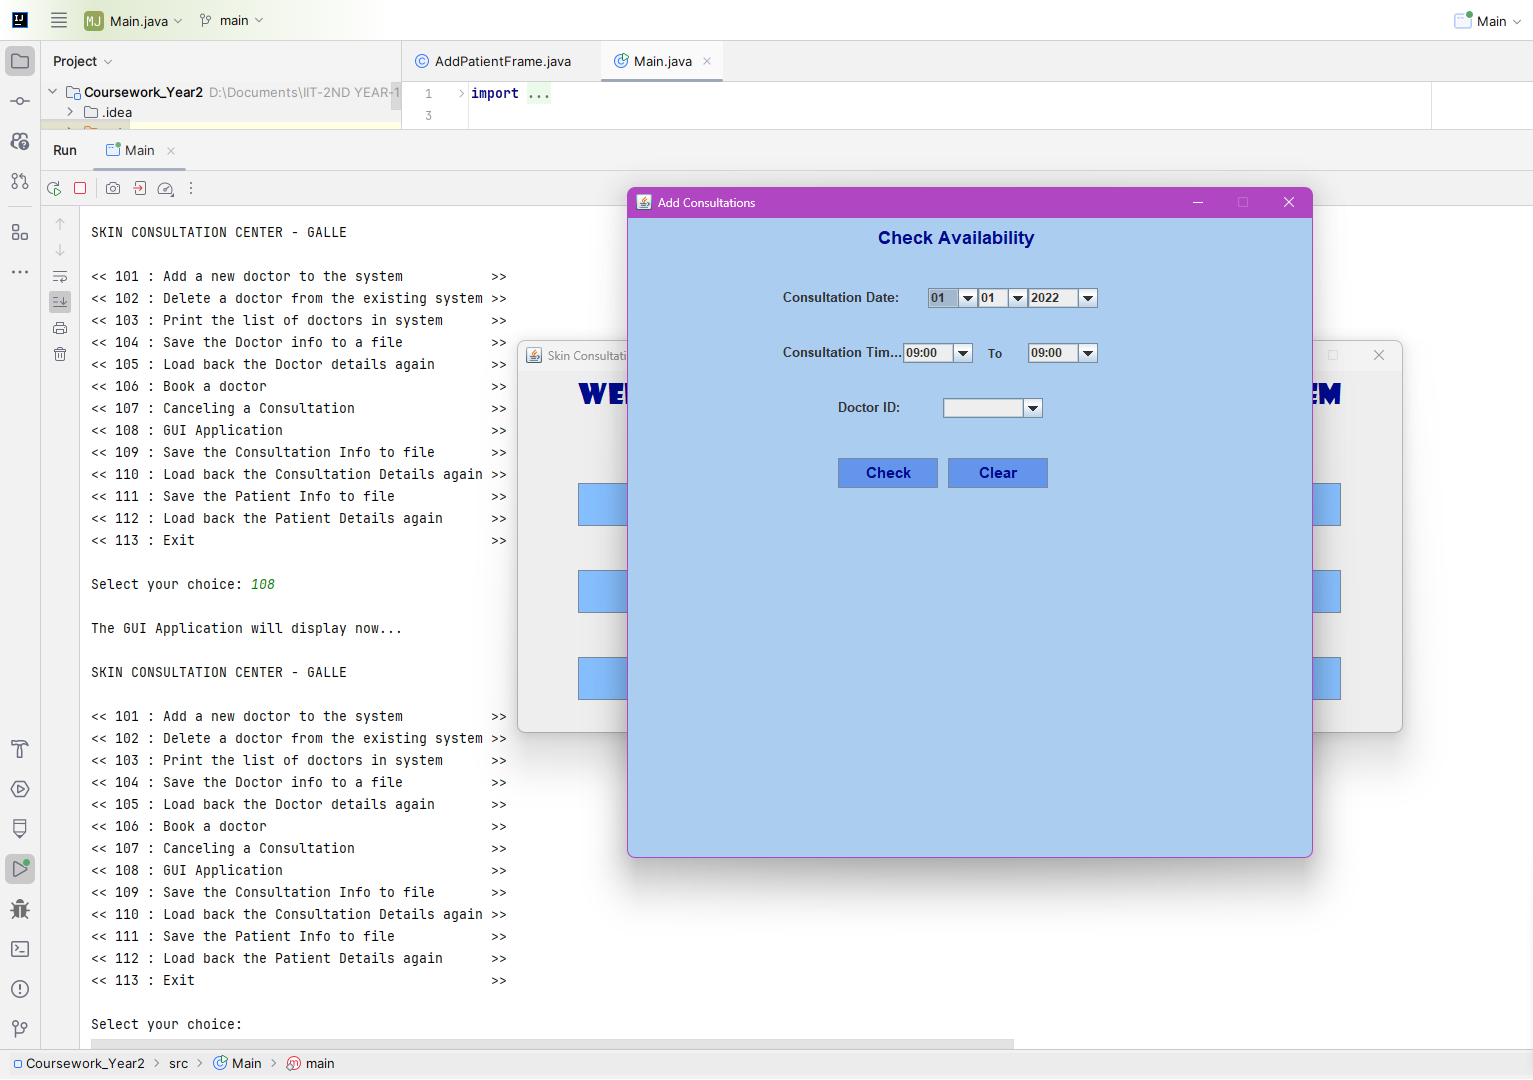 MJ Main.java main Main
Project AddPatientFrame.java Main.java
Coursework_Year2 D:\Documents\IIT-2ND YEAR-1
.idea
1 import ...
3
Run Main
SKIN CONSULTATION CENTER - GALLE
<< 101 : Add a new doctor to the system >>
<< 102 : Delete a doctor from the existing system >>
<< 103 : Print the list of doctors in system >>
<< 104 : Save the Doctor info to a file >>
<< 105 : Load back the Doctor details again >>
<< 106 : Book a doctor >>
<< 107 : Canceling a Consultation >>
<< 108 : GUI Application >>
<< 109 : Save the Consultation Info to file >>
<< 110 : Load back the Consultation Details again >>
<< 111 : Save the Patient Info to file >>
<< 112 : Load back the Patient Details again >>
<< 113 : Exit >>
Select your choice: 108
The GUI Application will display now...
SKIN CONSULTATION CENTER - GALLE
<< 101 : Add a new doctor to the system >>
<< 102 : Delete a doctor from the existing system >>
<< 103 : Print the list of doctors in system >>
<< 104 : Save the Doctor info to a file >>
<< 105 : Load back the Doctor details again >>
<< 106 : Book a doctor >>
<< 107 : Canceling a Consultation >>
<< 108 : GUI Application >>
<< 109 : Save the Consultation Info to file >>
<< 110 : Load back the Consultation Details again >>
<< 111 : Save the Patient Info to file >>
<< 112 : Load back the Patient Details again >>
<< 113 : Exit >>
Select your choice:
Skin Consultati
Add Consultations
Check Availability
Consultation Date: 01 01 2022
Consultation Tim... 09:00 To 09:00
Doctor ID:
Check Clear
Coursework_Year2 > src > Main > main